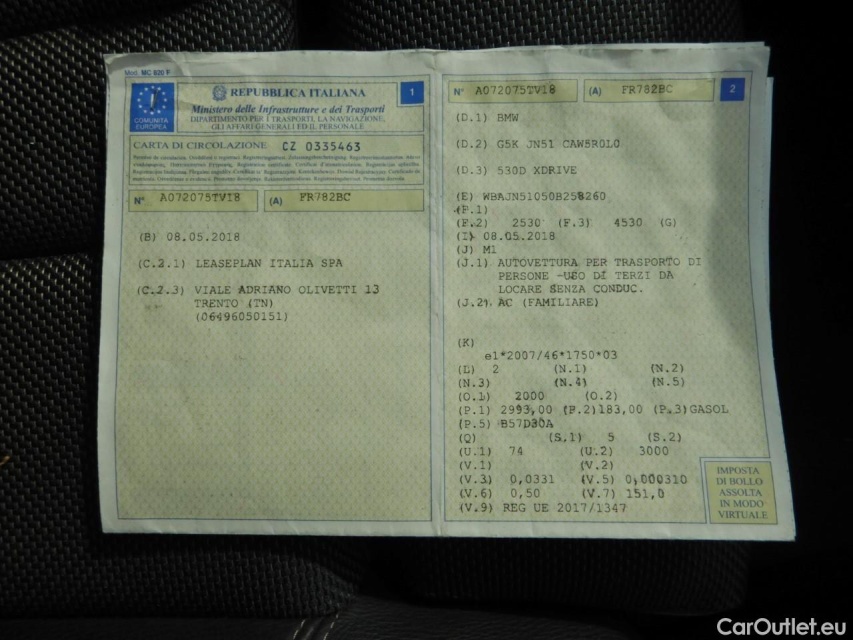 Mod. MC 820 F
COMUNITA EUROPEA
REPUBBLICA ITALIANA
1
Ministero delle Infrastrutture e dei Trasporti
DIPARTIMENTO PER I TRASPORTI, LA NAVIGAZIONE,
GLI AFFARI GENERALI ED IL PERSONALE
CARTA DI CIRCOLAZIONE CZ 0335463
N° A072075TV18 (A) FR782BC
(B) 08.05.2018
(C.2.1) LEASEPLAN ITALIA SPA
(C.2.3) VIALE ADRIANO OLIVETTI 13
TRENTO (TN)
(06496050151)
N° A072075TV18 (A) FR782BC 2
(D.1) BMW
(D.2) G5K JN51 CAW5R0L0
(D.3) 530D XDRIVE
(E) WBAJN51050B258260
(F.1)
(F.2) 2530 (F.3) 4530 (G)
(I) 08.05.2018
(J) M1
(J.1) AUTOVETTURA PER TRASPORTO DI
PERSONE -USO DI TERZI DA
LOCARE SENZA CONDUC.
(J.2) AC (FAMILIARE)
(K)
e1*2007/46*1750*03
(L) 2 (N.1) (N.2)
(N.3) (N.4) (N.5)
(O.1) 2000 (O.2)
(P.1) 2993,00 (P.2)183,00 (P.3)GASOL
(P.5) B57D30A
(Q) (S.1) 5 (S.2)
(U.1) 74 (U.2) 3000
(V.1) (V.2)
(V.3) 0,0331 (V.5) 0,000310
(V.6) 0,50 (V.7) 151,0
(V.9) REG UE 2017/1347
IMPOSTA
DI BOLLO
ASSOLTA
IN MODO
VIRTUALE
CarOutlet.eu